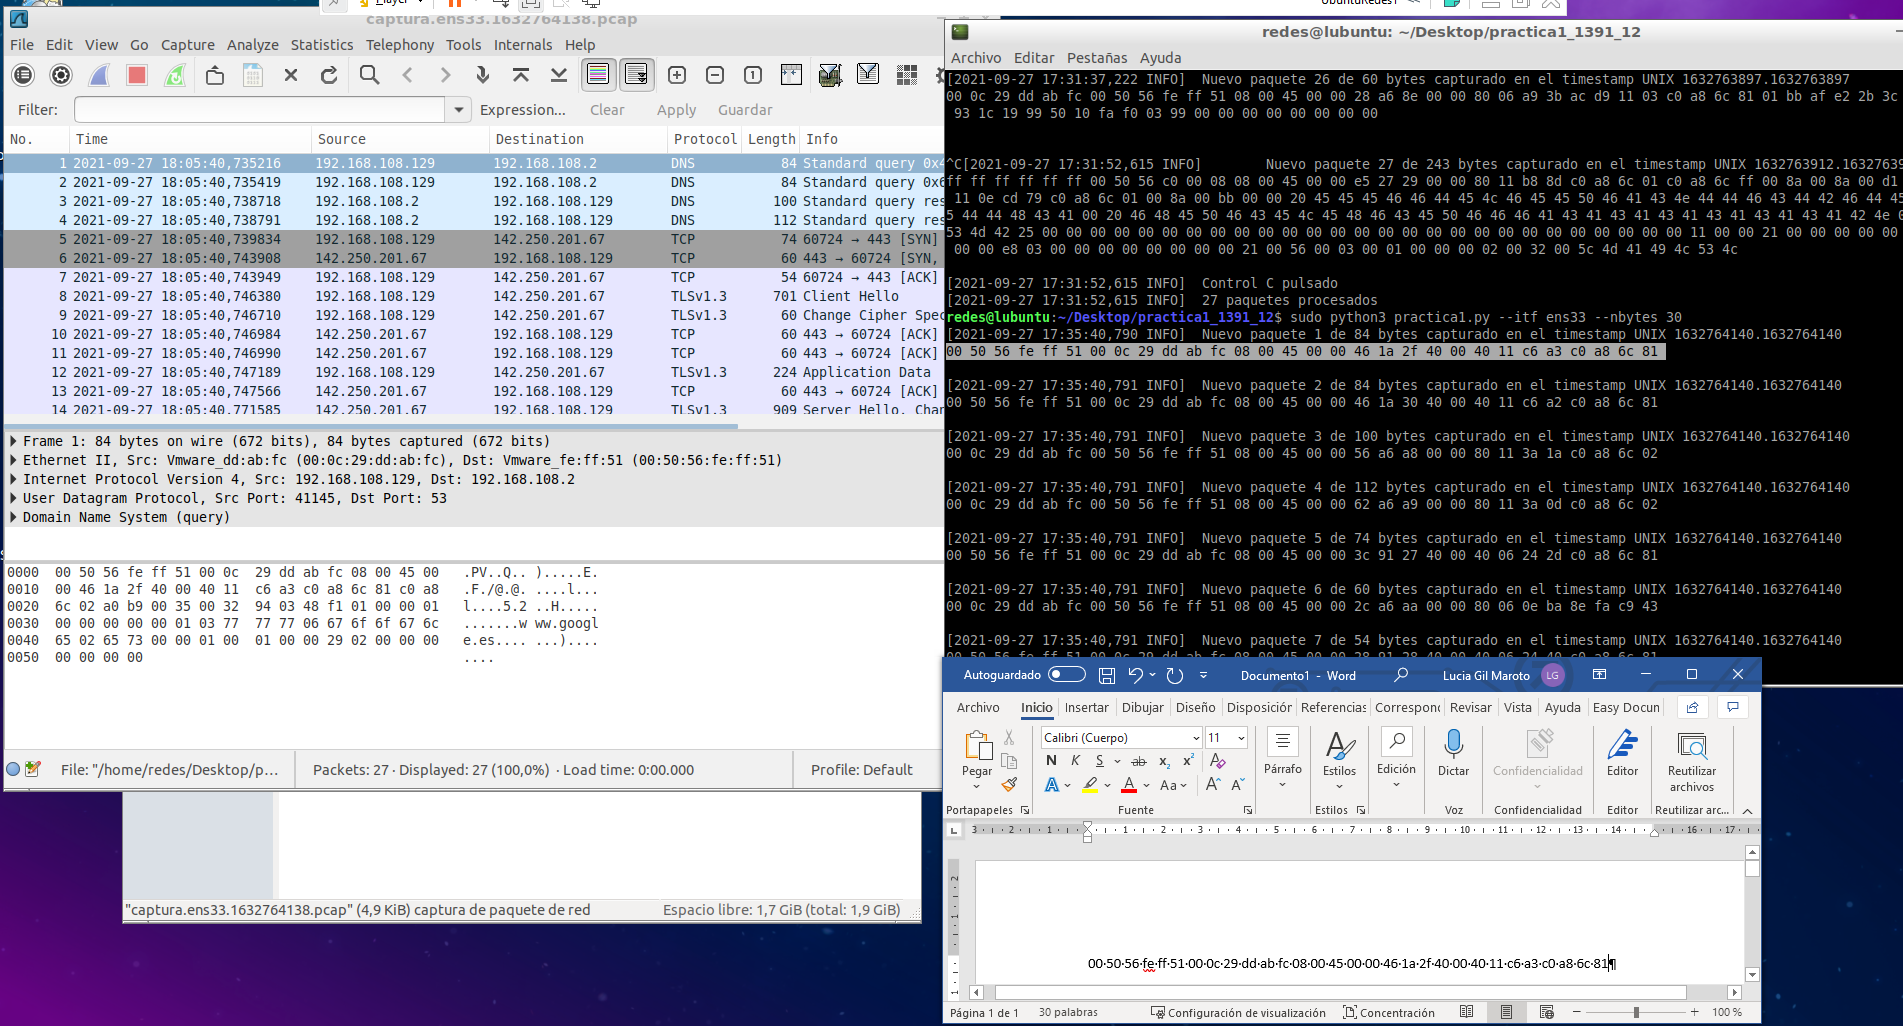 captura.ens33.1632764138.pcap
File Edit View Go Capture Analyze Statistics Telephony Tools Internals Help
Filter: Expression... Clear Apply Guardar
No. Time Source Destination Protocol Length Info
1 2021-09-27 18:05:40,735216 192.168.108.129 192.168.108.2 DNS 84 Standard query 0x4
2 2021-09-27 18:05:40,735419 192.168.108.129 192.168.108.2 DNS 84 Standard query 0x6
3 2021-09-27 18:05:40,738718 192.168.108.2 192.168.108.129 DNS 100 Standard query res
4 2021-09-27 18:05:40,738791 192.168.108.2 192.168.108.129 DNS 112 Standard query res
5 2021-09-27 18:05:40,739834 192.168.108.129 142.250.201.67 TCP 74 60724 → 443 [SYN]
6 2021-09-27 18:05:40,743908 142.250.201.67 192.168.108.129 TCP 60 443 → 60724 [SYN,
7 2021-09-27 18:05:40,743949 192.168.108.129 142.250.201.67 TCP 54 60724 → 443 [ACK]
8 2021-09-27 18:05:40,746380 192.168.108.129 142.250.201.67 TLSv1.3 701 Client Hello
9 2021-09-27 18:05:40,746710 192.168.108.129 142.250.201.67 TLSv1.3 60 Change Cipher Spec
10 2021-09-27 18:05:40,746984 142.250.201.67 192.168.108.129 TCP 60 443 → 60724 [ACK]
11 2021-09-27 18:05:40,746990 142.250.201.67 192.168.108.129 TCP 60 443 → 60724 [ACK]
12 2021-09-27 18:05:40,747189 192.168.108.129 142.250.201.67 TLSv1.3 224 Application Data
13 2021-09-27 18:05:40,747566 142.250.201.67 192.168.108.129 TCP 60 443 → 60724 [ACK]
14 2021-09-27 18:05:40,771585 142.250.201.67 192.168.108.129 TLSv1.3 909 Server Hello, Chan
Frame 1: 84 bytes on wire (672 bits), 84 bytes captured (672 bits)
Ethernet II, Src: Vmware_dd:ab:fc (00:0c:29:dd:ab:fc), Dst: Vmware_fe:ff:51 (00:50:56:fe:ff:51)
Internet Protocol Version 4, Src: 192.168.108.129, Dst: 192.168.108.2
User Datagram Protocol, Src Port: 41145, Dst Port: 53
Domain Name System (query)
0000 00 50 56 fe ff 51 00 0c 29 dd ab fc 08 00 45 00 .PV..Q.. ).....E.
0010 00 46 1a 2f 40 00 40 11 c6 a3 c0 a8 6c 81 c0 a8 .F./@.@. ....l...
0020 6c 02 a0 b9 00 35 00 32 94 03 48 f1 01 00 00 01 l....5.2 ..H.....
0030 00 00 00 00 00 01 03 77 77 77 06 67 6f 6f 67 6c .......w ww.googl
0040 65 02 65 73 00 00 01 00 01 00 00 29 02 00 00 00 e.es.... ...)....
0050 00 00 00 00 ....
File: "/home/redes/Desktop/p... Packets: 27 · Displayed: 27 (100,0%) · Load time: 0:00.000 Profile: Default
"captura.ens33.1632764138.pcap" (4,9 KiB) captura de paquete de red Espacio libre: 1,7 GiB (total: 1,9 GiB)
Player
UbuntuRedes1
redes@lubuntu: ~/Desktop/practica1_1391_12
Archivo Editar Pestañas Ayuda
[2021-09-27 17:31:37,222 INFO] Nuevo paquete 26 de 60 bytes capturado en el timestamp UNIX 1632763897.1632763897
00 0c 29 dd ab fc 00 50 56 fe ff 51 08 00 45 00 00 28 a6 8e 00 00 80 06 a9 3b ac d9 11 03 c0 a8 6c 81 01 bb af e2 2b 3c
93 1c 19 99 50 10 fa f0 03 99 00 00 00 00 00 00 00 00
^C[2021-09-27 17:31:52,615 INFO] Nuevo paquete 27 de 243 bytes capturado en el timestamp UNIX 1632763912.16327639
ff ff ff ff ff ff 00 50 56 c0 00 08 08 00 45 00 00 e5 27 29 00 00 80 11 b8 8d c0 a8 6c 01 c0 a8 6c ff 00 8a 00 8a 00 d1
11 0e cd 79 c0 a8 6c 01 00 8a 00 bb 00 00 20 45 45 45 46 46 44 45 4c 46 45 45 50 46 41 43 4e 44 44 46 43 44 42 46 44 45
5 44 44 48 43 41 00 20 46 48 45 50 46 43 45 4c 45 48 46 43 45 50 46 46 46 41 43 41 43 41 43 41 43 41 43 41 43 41 42 4e 0
53 4d 42 25 00 00 00 00 00 00 00 00 00 00 00 00 00 00 00 00 00 00 00 00 00 00 00 00 00 11 00 00 21 00 00 00 00 00
00 00 e8 03 00 00 00 00 00 00 00 00 00 21 00 56 00 03 00 01 00 00 00 02 00 32 00 5c 4d 41 49 4c 53 4c
[2021-09-27 17:31:52,615 INFO] Control C pulsado
[2021-09-27 17:31:52,615 INFO] 27 paquetes procesados
redes@lubuntu:~/Desktop/practica1_1391_12$ sudo python3 practica1.py --itf ens33 --nbytes 30
[2021-09-27 17:35:40,790 INFO] Nuevo paquete 1 de 84 bytes capturado en el timestamp UNIX 1632764140.1632764140
00 50 56 fe ff 51 00 0c 29 dd ab fc 08 00 45 00 00 46 1a 2f 40 00 40 11 c6 a3 c0 a8 6c 81
[2021-09-27 17:35:40,791 INFO] Nuevo paquete 2 de 84 bytes capturado en el timestamp UNIX 1632764140.1632764140
00 50 56 fe ff 51 00 0c 29 dd ab fc 08 00 45 00 00 46 1a 30 40 00 40 11 c6 a2 c0 a8 6c 81
[2021-09-27 17:35:40,791 INFO] Nuevo paquete 3 de 100 bytes capturado en el timestamp UNIX 1632764140.1632764140
00 0c 29 dd ab fc 00 50 56 fe ff 51 08 00 45 00 00 56 a6 a8 00 00 80 11 3a 1a c0 a8 6c 02
[2021-09-27 17:35:40,791 INFO] Nuevo paquete 4 de 112 bytes capturado en el timestamp UNIX 1632764140.1632764140
00 0c 29 dd ab fc 00 50 56 fe ff 51 08 00 45 00 00 62 a6 a9 00 00 80 11 3a 0d c0 a8 6c 02
[2021-09-27 17:35:40,791 INFO] Nuevo paquete 5 de 74 bytes capturado en el timestamp UNIX 1632764140.1632764140
00 50 56 fe ff 51 00 0c 29 dd ab fc 08 00 45 00 00 3c 91 27 40 00 40 06 24 2d c0 a8 6c 81
[2021-09-27 17:35:40,791 INFO] Nuevo paquete 6 de 60 bytes capturado en el timestamp UNIX 1632764140.1632764140
00 0c 29 dd ab fc 00 50 56 fe ff 51 08 00 45 00 00 2c a6 aa 00 00 80 06 0e ba 8e fa c9 43
[2021-09-27 17:35:40,791 INFO] Nuevo paquete 7 de 54 bytes capturado en el timestamp UNIX 1632764140.1632764140
00 50 56 fe ff 51 00 0c 29 dd ab fc 08 00 45 00 00 28 91 28 40 00 40 06 24 40 c0 a8 6c 81
Autoguardado Documento1 - Word Lucia Gil Maroto LG
Archivo Inicio Insertar Dibujar Diseño Disposición Referencias Correspon Revisar Vista Ayuda Easy Docun
Calibri (Cuerpo) 11
Pegar N K S ab x₂ x² Párrafo Estilos Edición Dictar Confidencialidad Editor Reutilizar archivos
A A Aa A A
Portapapeles Fuente Estilos Voz Confidencialidad Editor Reutilizar arc...
3 2 1 1 2 3 4 5 6 7 8 9 10 11 12 13 14 16 17
00·50·56·fe·ff·51·00·0c·29·dd·ab·fc·08·00·45·00·00·46·1a·2f·40·00·40·11·c6·a3·c0·a8·6c·81¶
Página 1 de 1 30 palabras Configuración de visualización Concentración 100 %